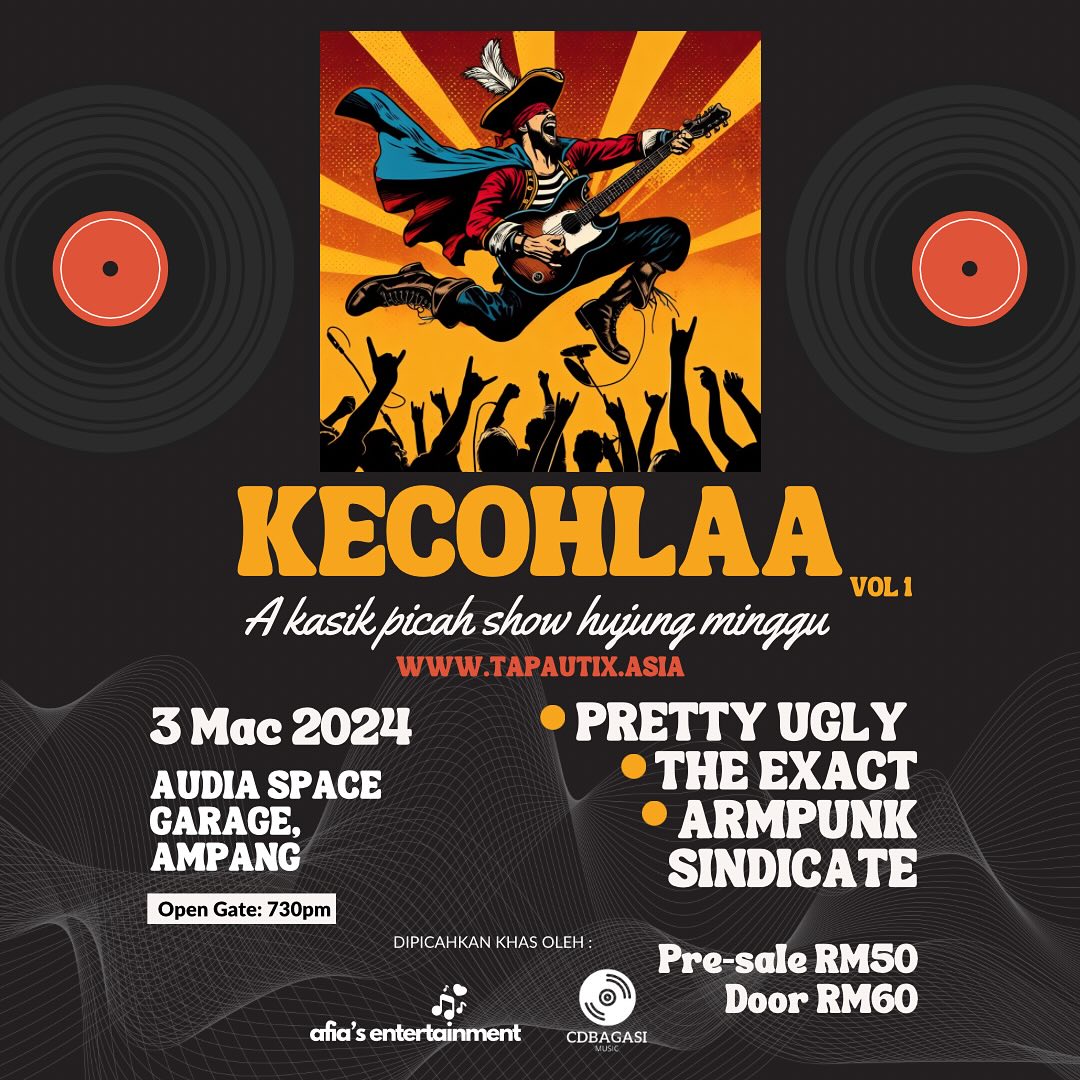 KECOHLAA
VOL 1
A kasik picah show hujung minggu
WWW.TAPAUTIX.ASIA
3 Mac 2024
AUDIA SPACE
GARAGE,
AMPANG
Open Gate: 730pm
PRETTY UGLY
THE EXACT
ARMPUNK
SINDICATE
Pre-sale RM50
Door RM60
DIPICAHKAN KHAS OLEH :
afia's entertainment
CDBAGASI
MUSIC